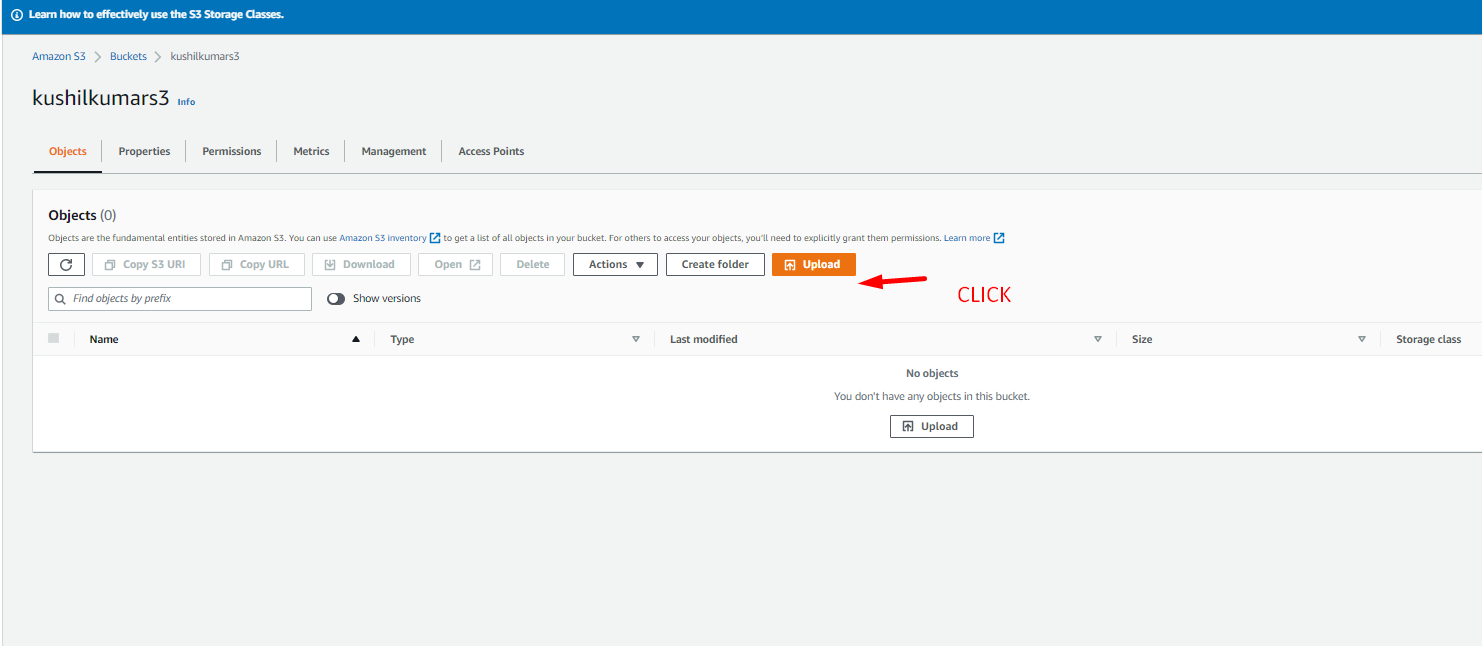 Learn how to effectively use the S3 Storage Classes.
Amazon S3 > Buckets > kushilkumars3
kushilkumars3 Info
Objects Properties Permissions Metrics Management Access Points
Objects (0)
Objects are the fundamental entities stored in Amazon S3. You can use Amazon S3 inventory to get a list of all objects in your bucket. For others to access your objects, you'll need to explicitly grant them permissions. Learn more
Copy S3 URI Copy URL Download Open Delete Actions Create folder Upload
CLICK
Find objects by prefix Show versions
Name Type Last modified Size Storage class
No objects
You don't have any objects in this bucket.
Upload